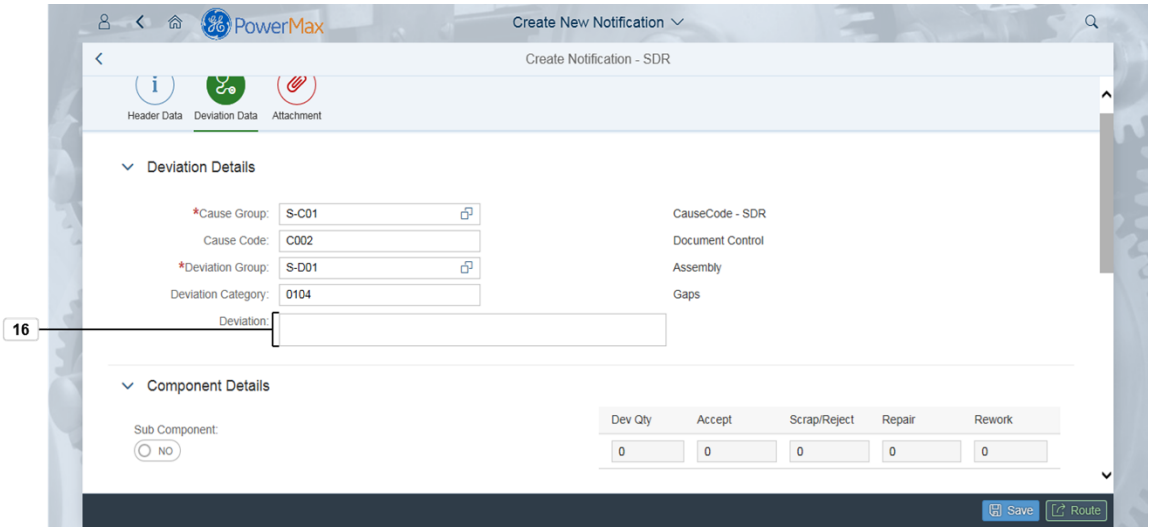 PowerMax
Create New Notification
Create Notification - SDR
i
Header Data Deviation Data Attachment
Deviation Details
*Cause Group: S-C01 CauseCode - SDR
Cause Code: C002 Document Control
*Deviation Group: S-D01 Assembly
Deviation Category: 0104 Gaps
16 Deviation:
Component Details
Dev Qty Accept Scrap/Reject Repair Rework
Sub Component:
NO 0 0 0 0 0
Save Route